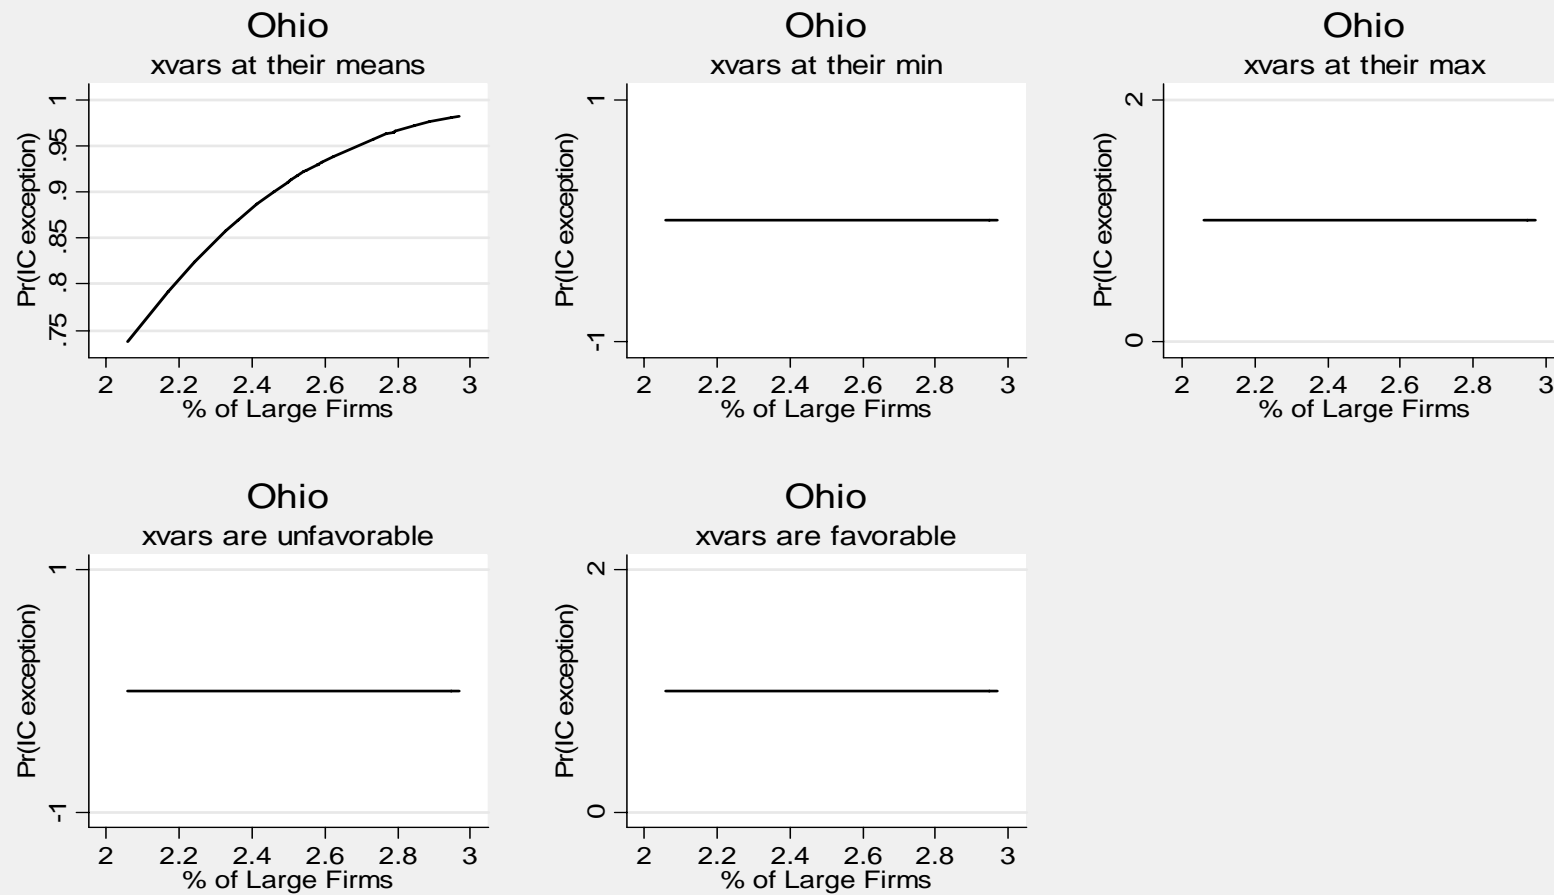 Ohio
xvars at their means
Pr(IC exception)
1
.95
.9
.85
.8
.75
2 2.2 2.4 2.6 2.8 3
% of Large Firms
Ohio
xvars at their min
Pr(IC exception)
1
-1
2 2.2 2.4 2.6 2.8 3
% of Large Firms
Ohio
xvars at their max
Pr(IC exception)
2
0
2 2.2 2.4 2.6 2.8 3
% of Large Firms
Ohio
xvars are unfavorable
Pr(IC exception)
1
-1
2 2.2 2.4 2.6 2.8 3
% of Large Firms
Ohio
xvars are favorable
Pr(IC exception)
2
0
2 2.2 2.4 2.6 2.8 3
% of Large Firms